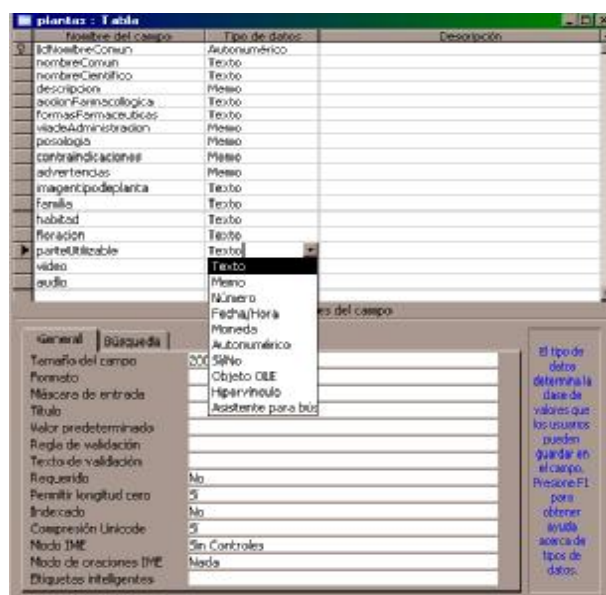 plantas : Tabla
Nombre del campo Tipo de datos Descripción
IidNombreComun Autonumérico
nombreComun Texto
nombreCientifico Texto
descripcion Memo
accionFarmacologica Texto
formasFarmaceuticas Texto
viadeAdministracion Memo
posologia Memo
contraindicaciones Memo
advertencias Memo
imagentipodeplanta Texto
familia Texto
habitad Texto
floracion Texto
parteUtilizable Texto
video Texto
audio Memo
Número
es del campo
Fecha/Hora
Moneda
General Búsqueda Autonumérico
Tamaño del campo 200 Sí/No
Formato Objeto OLE
Máscara de entrada Hipervínculo
Título Asistente para bús
Valor predeterminado
Regla de validación
Texto de validación
Requerido No
Permitir longitud cero Sí
Indexado No
Compresión Unicode Sí
Modo IME Sin Controles
Modo de oraciones IME Nada
Etiquetas inteligentes
El tipo de
datos
determina la
clase de
valores que
los usuarios
pueden
guardar en
el campo.
Presione F1
para
obtener
ayuda
acerca de
tipos de
datos.